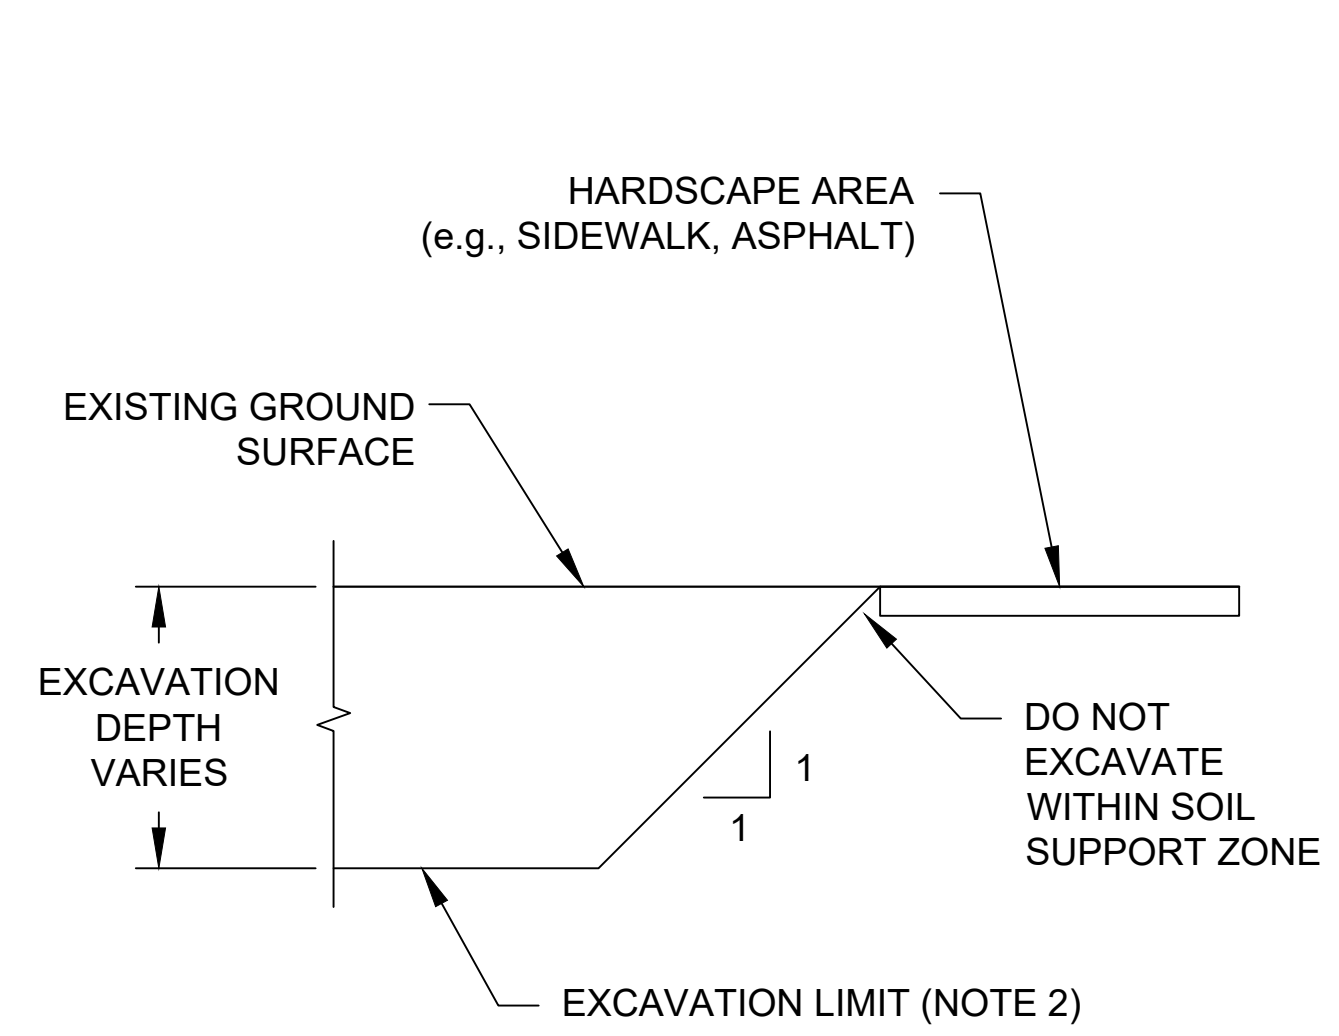 HARDSCAPE AREA
(e.g., SIDEWALK, ASPHALT)
EXISTING GROUND
SURFACE
EXCAVATION
DEPTH
VARIES
1
1
DO NOT
EXCAVATE
WITHIN SOIL
SUPPORT ZONE
EXCAVATION LIMIT (NOTE 2)